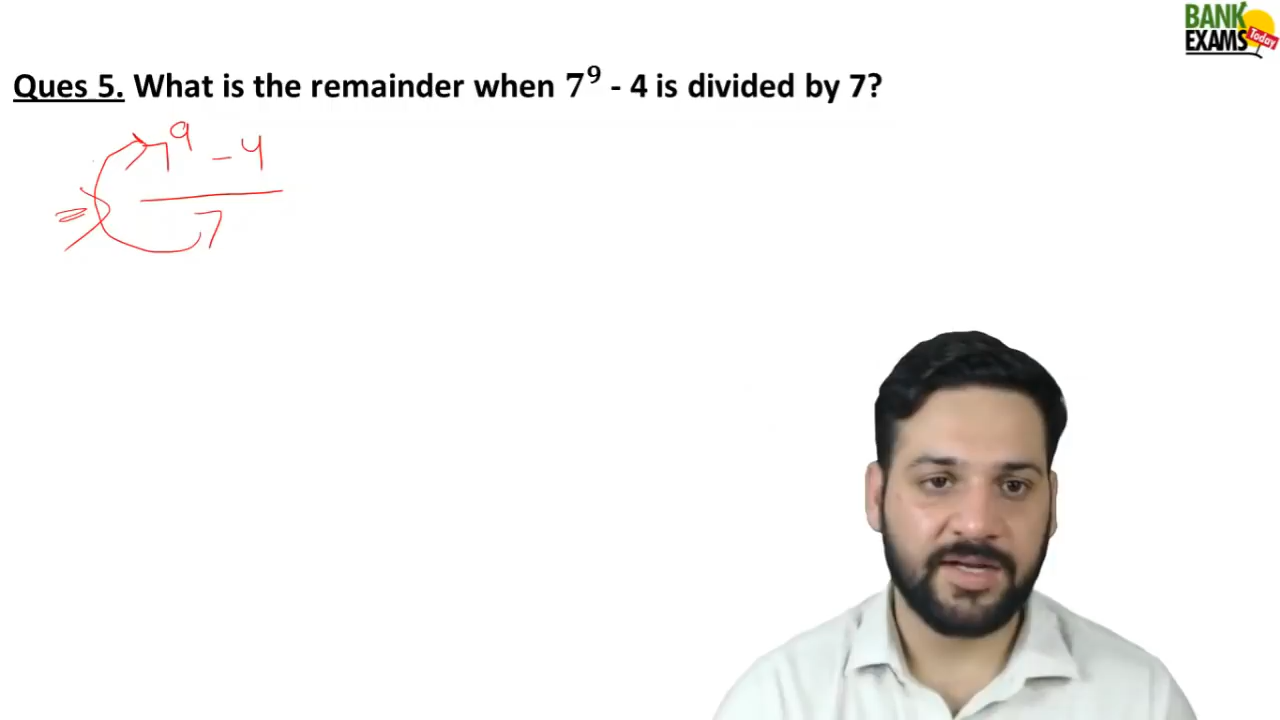 BANK
EXAMS Today
Ques 5. What is the remainder when 7⁹ - 4 is divided by 7?
7⁹ - 4
7